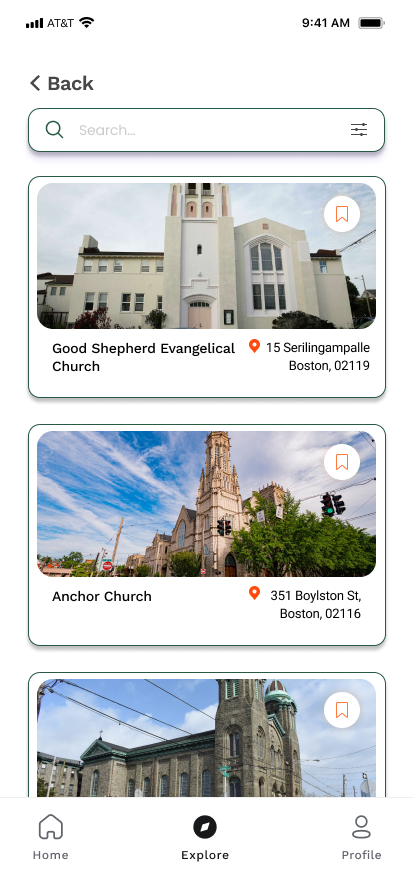 AT&T
9:41 AM
Back
Search...
Good Shepherd Evangelical
Church
15 Serilingampalle
Boston, 02119
Anchor Church
351 Boylston St,
Boston, 02116
Home
Explore
Profile